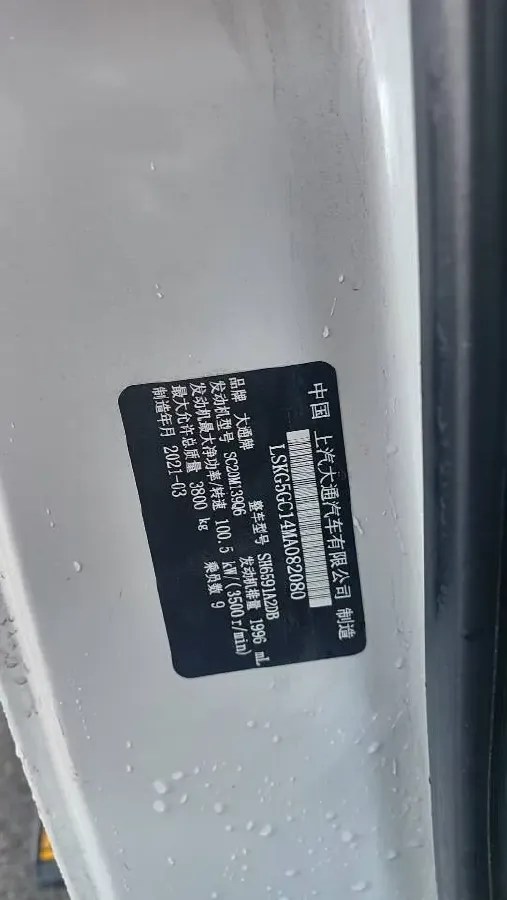 中国 上汽大通汽车有限公司 制造
LSKG5GC14MA082080
品牌 大通牌 整车型号 SH6591A2DB
发动机型号 SC20M139Q6 发动机排量 1996 mL
发动机最大净功率/转速 100.5 kW/(3500r/min)
最大允许总质量 3800 kg 乘员数 9
制造年月 2021-03